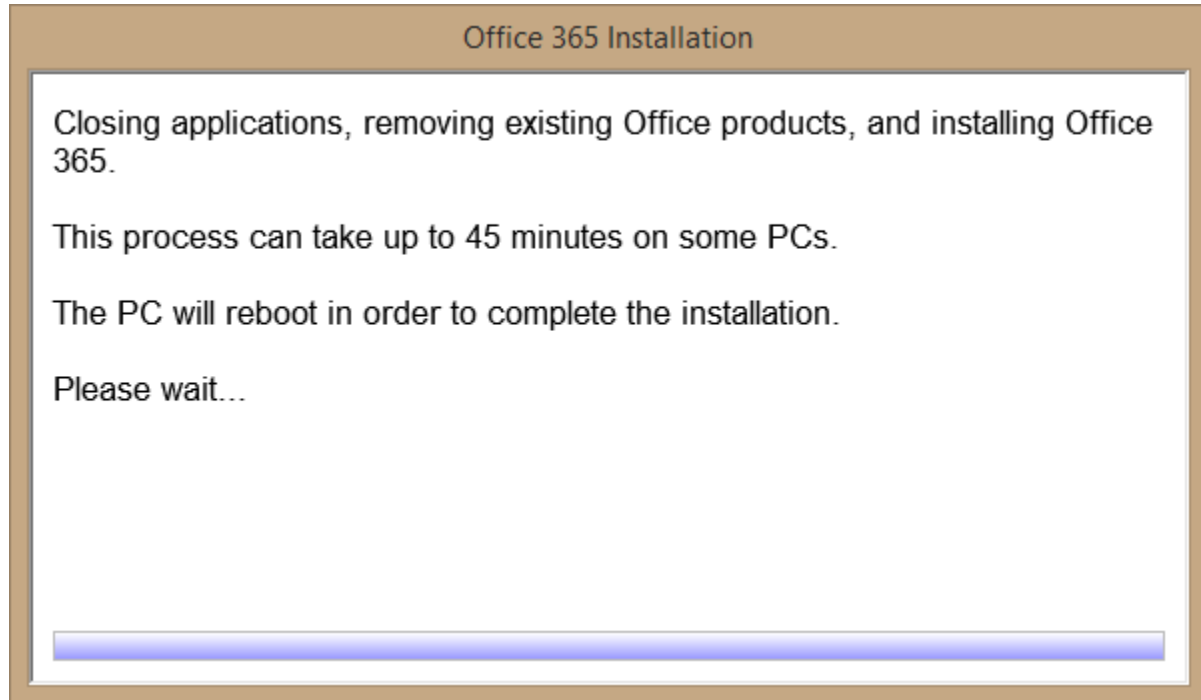 Office 365 Installation
Closing applications, removing existing Office products, and installing Office
365.
This process can take up to 45 minutes on some PCs.
The PC will reboot in order to complete the installation.
Please wait...